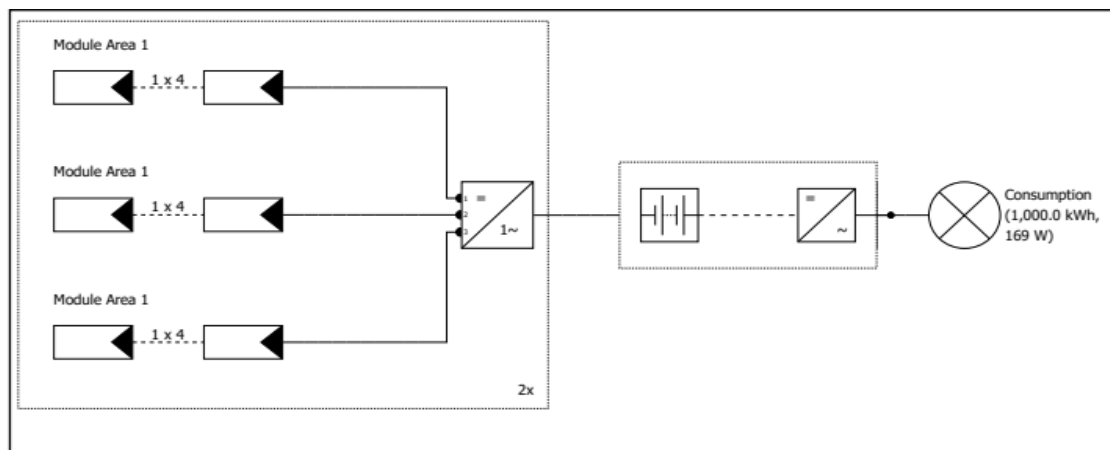 Module Area 1
1 x 4
Module Area 1
1 x 4
Module Area 1
1 x 4
1
2
3
=
1~
2x
=
~
Consumption
(1,000.0 kWh,
169 W)